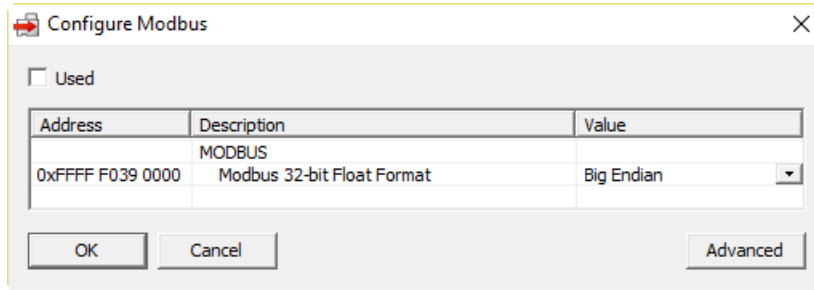 Configure Modbus
Used
Address Description Value
MODBUS
0xFFFF F039 0000 Modbus 32-bit Float Format Big Endian
OK Cancel Advanced